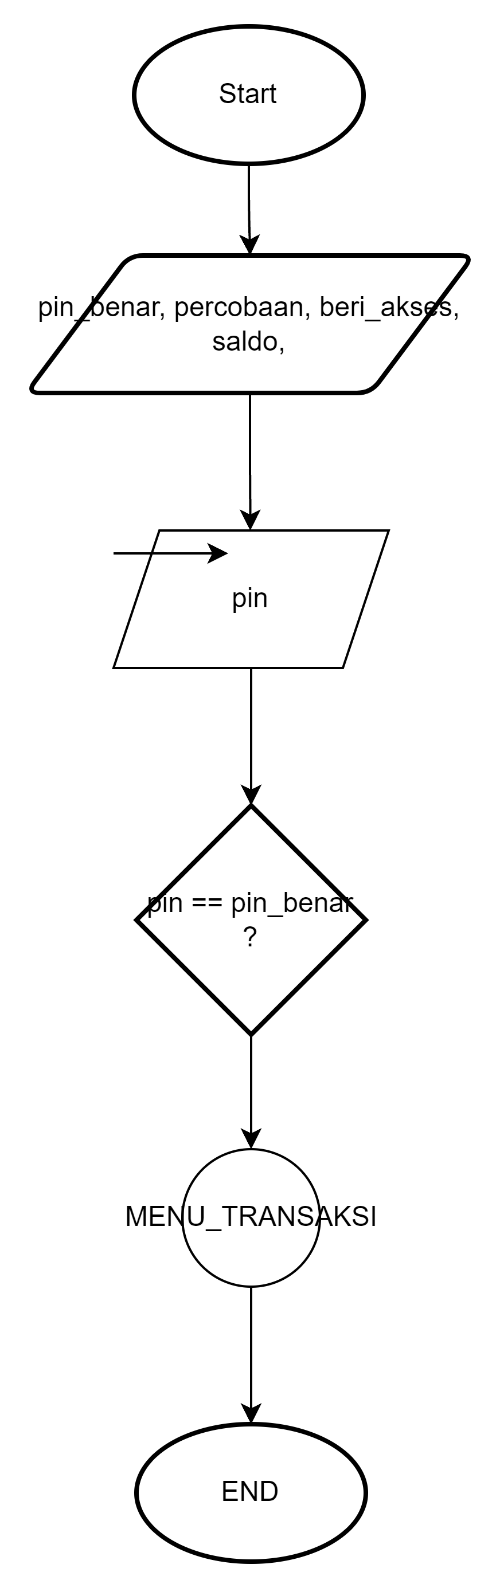 Start
pin_benar, percobaan, beri_akses,
saldo,
pin
pin == pin_benar
?
MENU_TRANSAKSI
END